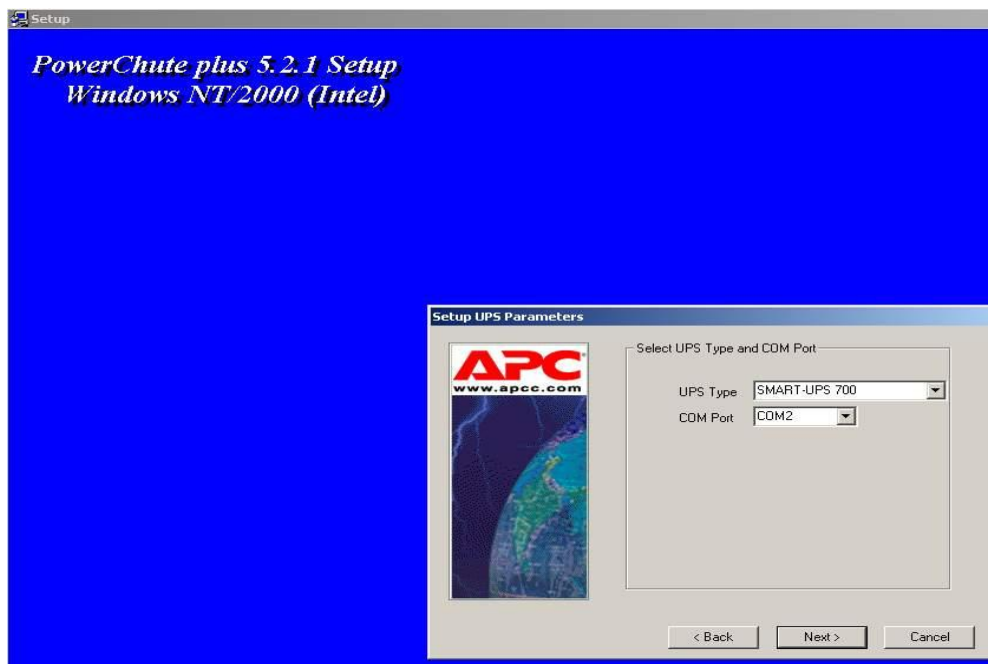 Setup
PowerChute plus 5.2.1 Setup
Windows NT/2000 (Intel)
Setup UPS Parameters
APC
www.apcc.com
Select UPS Type and COM Port
UPS Type SMART-UPS 700
COM Port COM2
< Back Next > Cancel